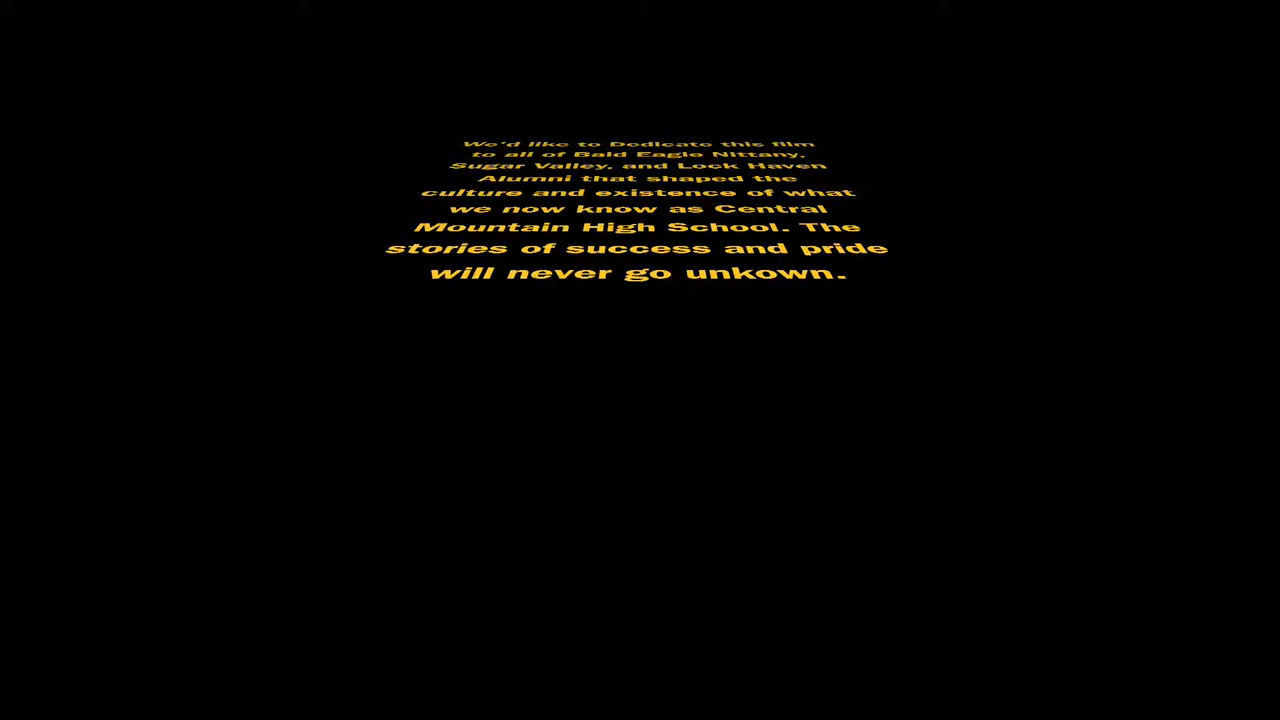 We'd like to Dedicate this film
to all of Bald Eagle Nittany,
Sugar Valley, and Lock Haven
Alumni that shaped the
culture and existence of what
we now know as Central
Mountain High School. The
stories of success and pride
will never go unkown.